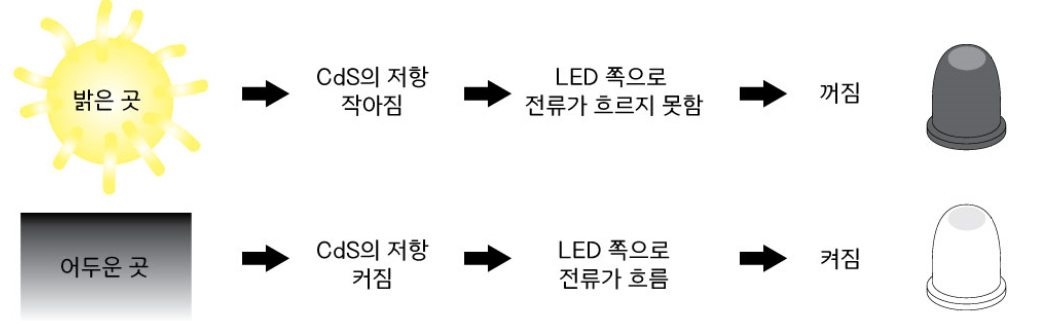 밝은 곳
CdS의 저항
작아짐
LED 쪽으로
전류가 흐르지 못함
꺼짐
어두운 곳
CdS의 저항
커짐
LED 쪽으로
전류가 흐름
켜짐